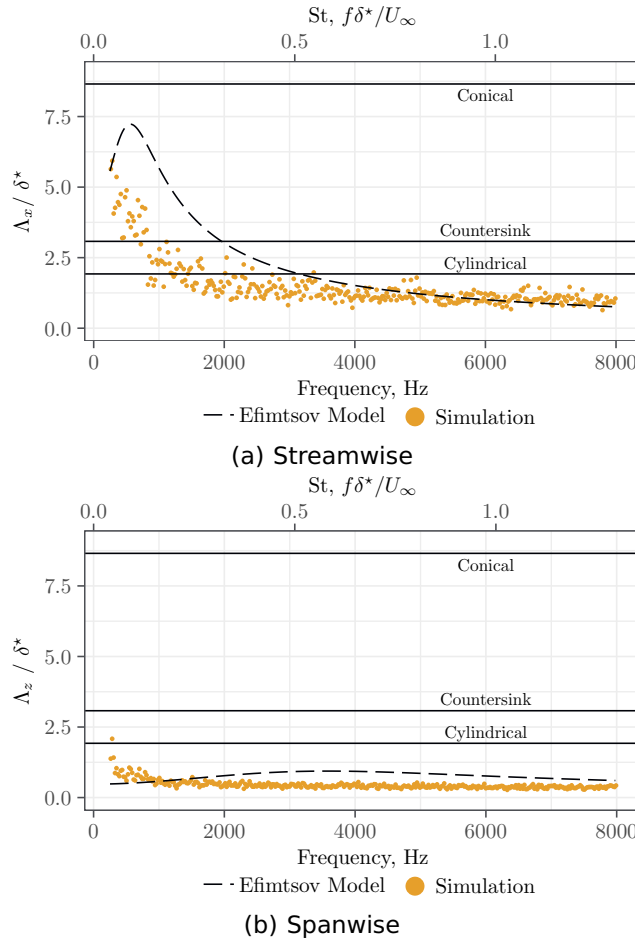 St, fδ⋆/U∞
0.0 0.5 1.0
Conical
Countersink
Cylindrical
Λx/ δ⋆
7.5
5.0
2.5
0.0
0 2000 4000 6000 8000
Frequency, Hz
Efimtsov Model Simulation
(a) Streamwise
St, fδ⋆/U∞
0.0 0.5 1.0
Conical
Countersink
Cylindrical
Λz / δ⋆
7.5
5.0
2.5
0.0
0 2000 4000 6000 8000
Frequency, Hz
Efimtsov Model Simulation
(b) Spanwise